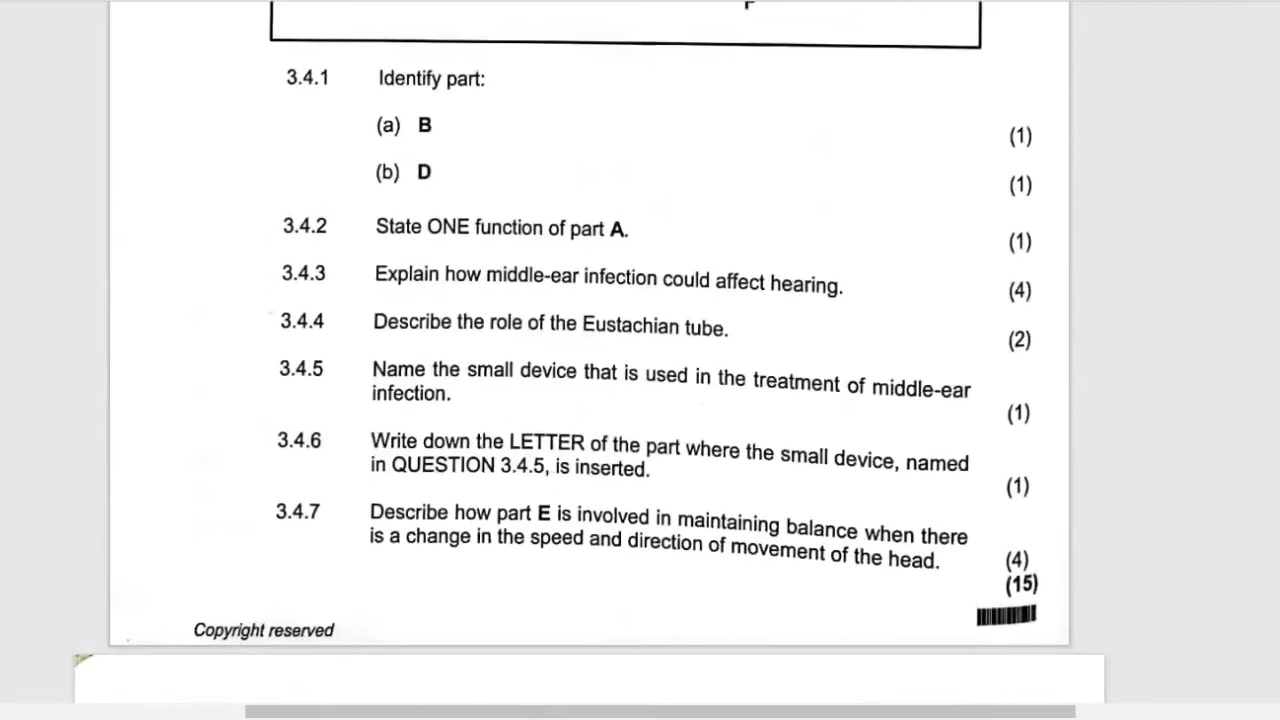 3.4.1 Identify part:
(a) B (1)
(b) D (1)
3.4.2 State ONE function of part A. (1)
3.4.3 Explain how middle-ear infection could affect hearing. (4)
3.4.4 Describe the role of the Eustachian tube. (2)
3.4.5 Name the small device that is used in the treatment of middle-ear
infection. (1)
3.4.6 Write down the LETTER of the part where the small device, named
in QUESTION 3.4.5, is inserted. (1)
3.4.7 Describe how part E is involved in maintaining balance when there
is a change in the speed and direction of movement of the head. (4)
(15)
Copyright reserved